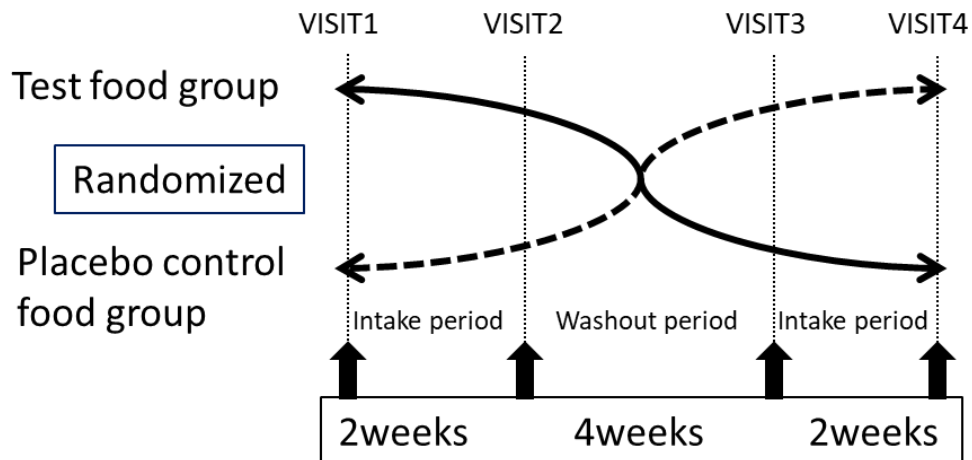 VISIT1 VISIT2 VISIT3 VISIT4
Test food group
Randomized
Placebo control
food group
Intake period Washout period Intake period
2weeks 4weeks 2weeks